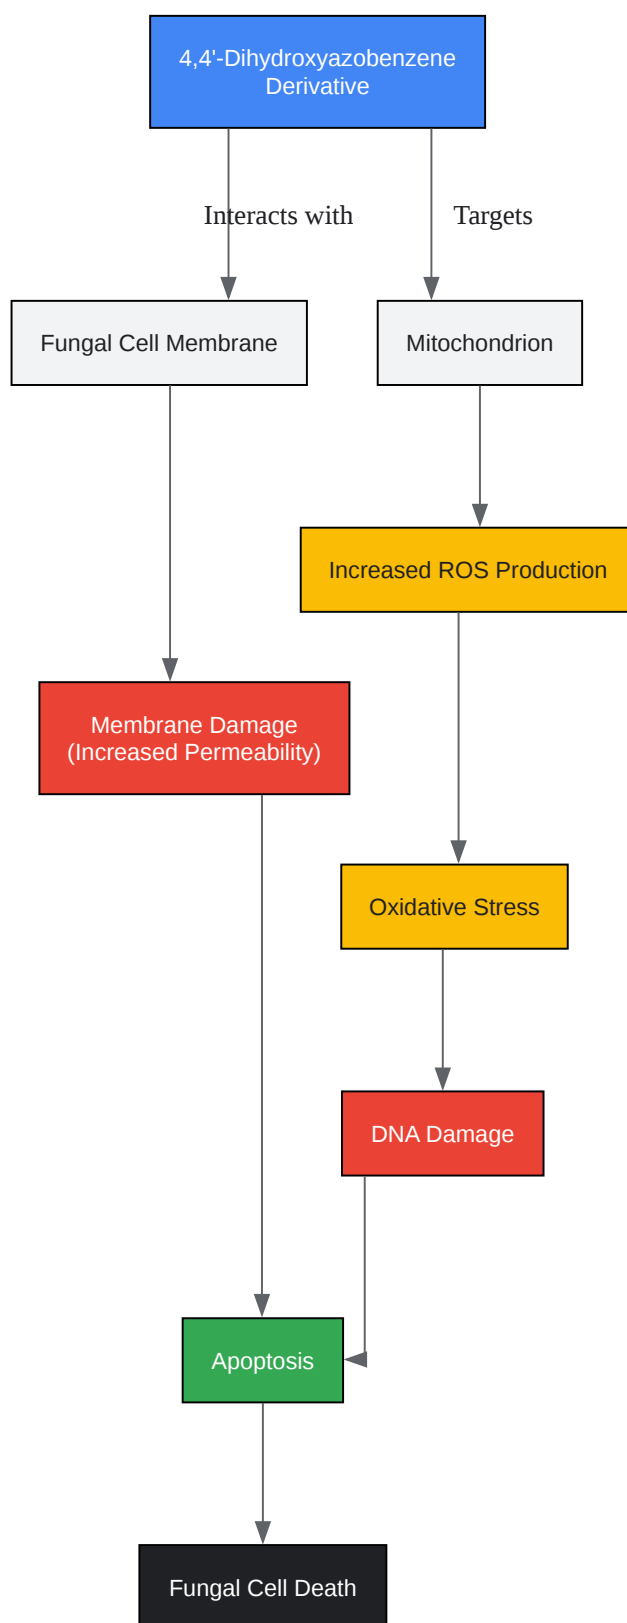 4,4'-Dihydroxyazobenzene
Derivative
Interacts with
Targets
Fungal Cell Membrane
Mitochondrion
Increased ROS Production
Membrane Damage
(Increased Permeability)
Oxidative Stress
DNA Damage
Apoptosis
Fungal Cell Death